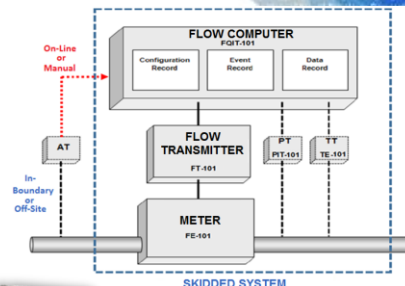 FLOW COMPUTER
FQIT-101
Configuration
Record
Event
Record
Data
Record
On-Line
or
Manual
FLOW
TRANSMITTER
FT-101
AT
PT
PIT-101
TT
TE-101
In-
Boundary
or
Off-Site
METER
FE-101
SKIDDED SYSTEM